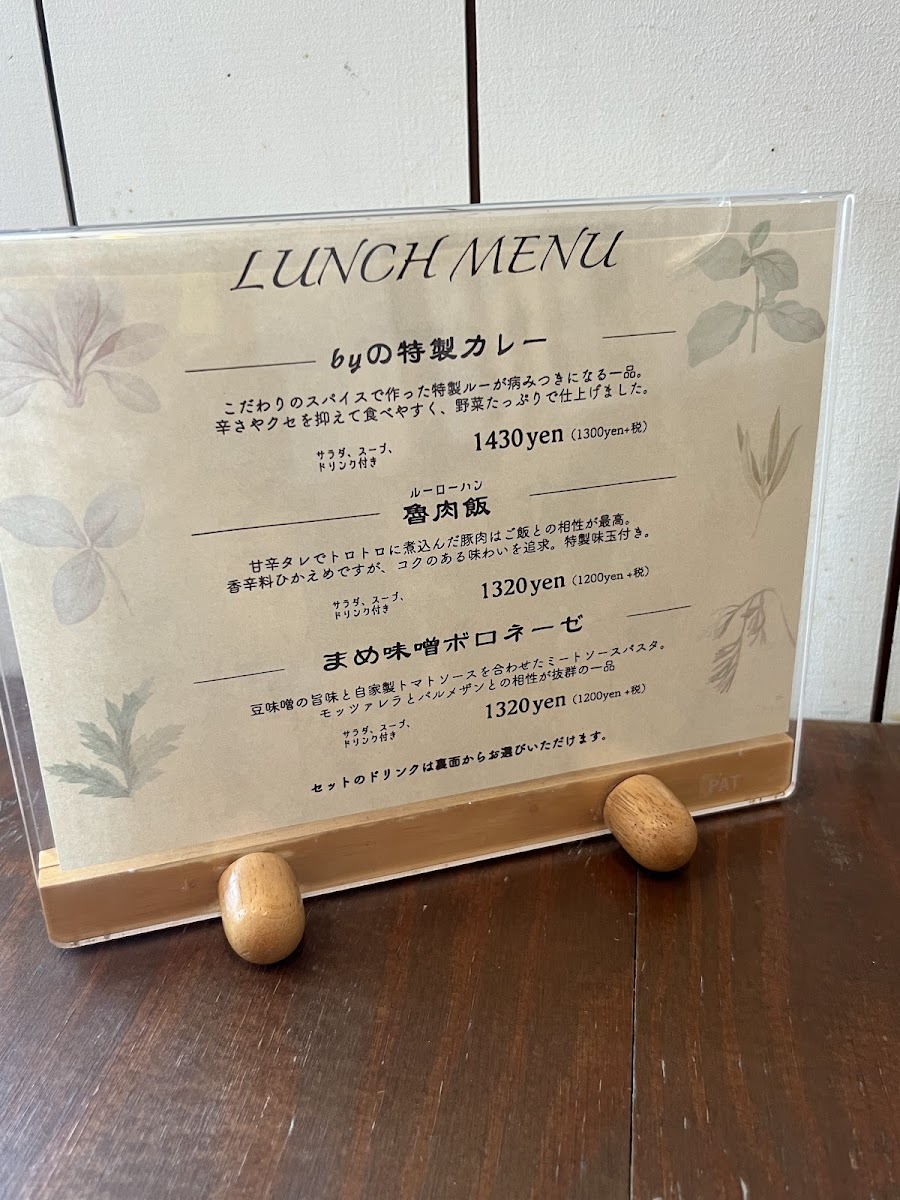 LUNCH MENU
byの特製カレー
こだわりのスパイスで作った特製ルーが病みつきになる一品。
辛さやクセを抑えて食べやすく、野菜たっぷりで仕上げました。
サラダ、スープ、
ドリンク付き
1430yen（1300yen+税）
ルーローハン
魯肉飯
甘辛タレでトロトロに煮込んだ豚肉はご飯との相性が最高。
香辛料ひかえめですが、コクのある味わいを追求。特製味玉付き。
サラダ、スープ、
ドリンク付き
1320yen（1200yen +税）
まめ味噌ボロネーゼ
豆味噌の旨味と自家製トマトソースを合わせたミートソースパスタ。
モッツァレラとパルメザンとの相性が抜群の一品
サラダ、スープ、
ドリンク付き
1320yen（1200yen +税）
セットのドリンクは裏面からお選びいただけます。
PAT